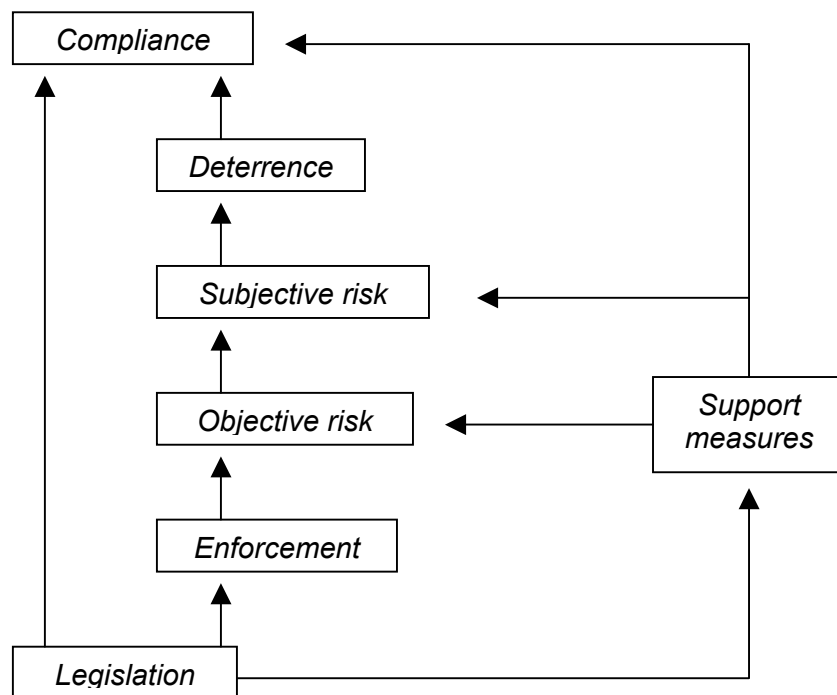 Compliance
Deterrence
Subjective risk
Objective risk
Support
measures
Enforcement
Legislation